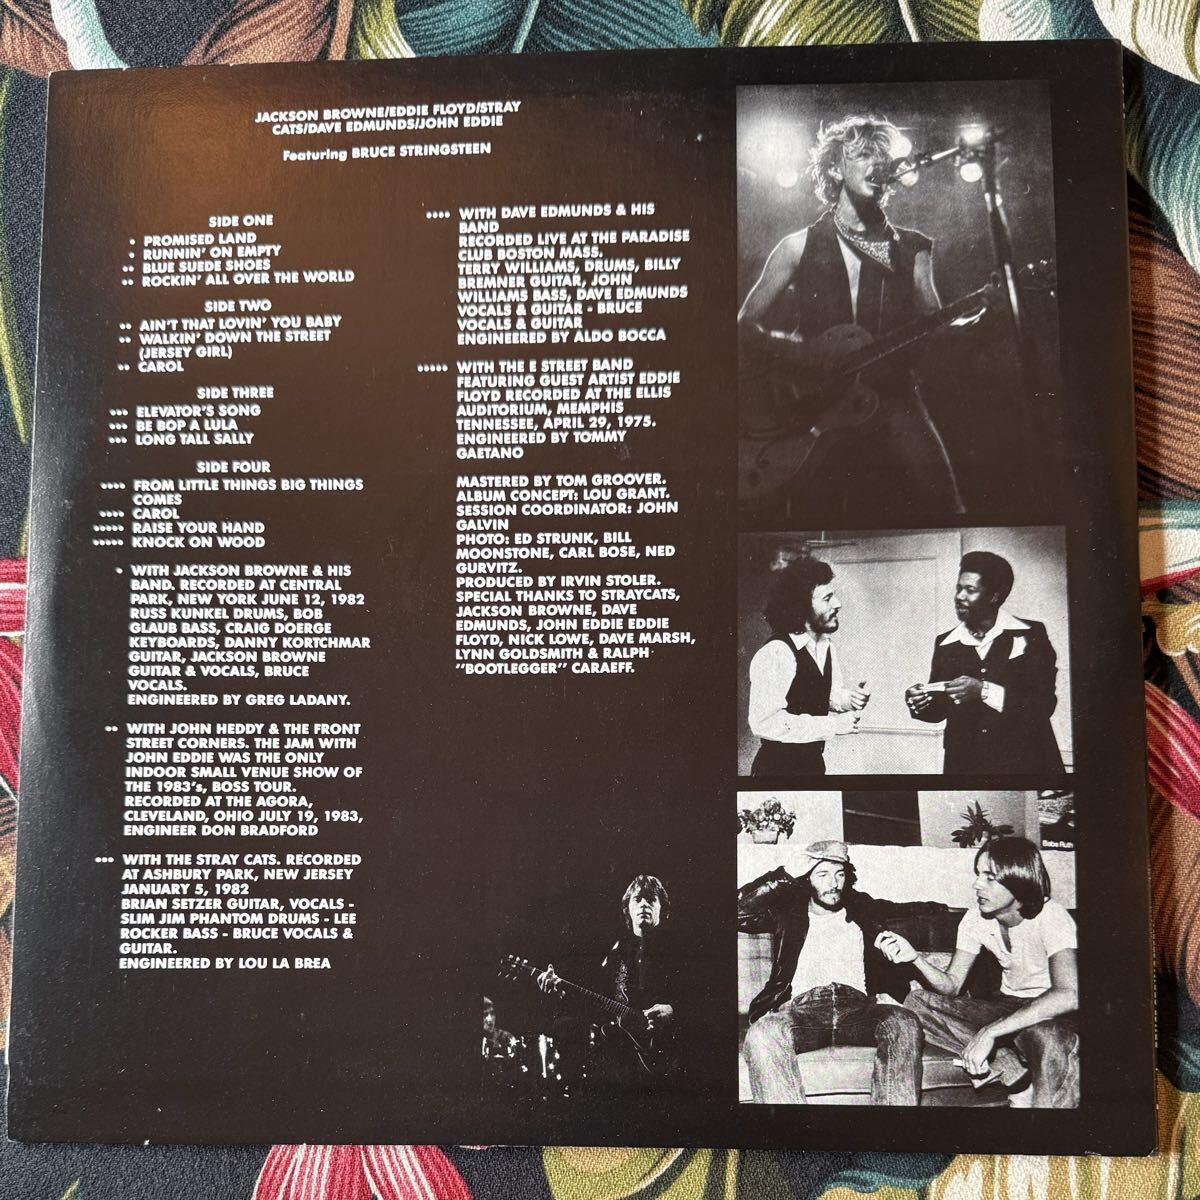 JACKSON BROWNE/EDDIE FLOYD/STRAY
CATS/DAVE EDMUNDS/JOHN EDDIE
Featuring BRUCE STRINGSTEEN
SIDE ONE
• PROMISED LAND
• RUNNIN' ON EMPTY
•• BLUE SUEDE SHOES
•• ROCKIN' ALL OVER THE WORLD
SIDE TWO
•• AIN'T THAT LOVIN' YOU BABY
•• WALKIN' DOWN THE STREET
(JERSEY GIRL)
•• CAROL
SIDE THREE
••• ELEVATOR'S SONG
••• BE BOP A LULA
••• LONG TALL SALLY
SIDE FOUR
•••• FROM LITTLE THINGS BIG THINGS
COMES
•••• CAROL
••••• RAISE YOUR HAND
••••• KNOCK ON WOOD
• WITH JACKSON BROWNE & HIS
BAND. RECORDED AT CENTRAL
PARK, NEW YORK JUNE 12, 1982
RUSS KUNKEL DRUMS, BOB
GLAUB BASS, CRAIG DOERGE
KEYBOARDS, DANNY KORTCHMAR
GUITAR, JACKSON BROWNE
GUITAR & VOCALS, BRUCE
VOCALS.
ENGINEERED BY GREG LADANY.
•• WITH JOHN HEDDY & THE FRONT
STREET CORNERS. THE JAM WITH
JOHN EDDIE WAS THE ONLY
INDOOR SMALL VENUE SHOW OF
THE 1983's, BOSS TOUR.
RECORDED AT THE AGORA,
CLEVELAND, OHIO JULY 19, 1983,
ENGINEER DON BRADFORD
••• WITH THE STRAY CATS. RECORDED
AT ASHBURY PARK, NEW JERSEY
JANUARY 5, 1982
BRIAN SETZER GUITAR, VOCALS -
SLIM JIM PHANTOM DRUMS - LEE
ROCKER BASS - BRUCE VOCALS &
GUITAR.
ENGINEERED BY LOU LA BREA
•••• WITH DAVE EDMUNDS & HIS
BAND
RECORDED LIVE AT THE PARADISE
CLUB BOSTON MASS.
TERRY WILLIAMS, DRUMS, BILLY
BREMNER GUITAR, JOHN
WILLIAMS BASS, DAVE EDMUNDS
VOCALS & GUITAR - BRUCE
VOCALS & GUITAR
ENGINEERED BY ALDO BOCCA
••••• WITH THE E STREET BAND
FEATURING GUEST ARTIST EDDIE
FLOYD RECORDED AT THE ELLIS
AUDITORIUM, MEMPHIS
TENNESSEE, APRIL 29, 1975.
ENGINEERED BY TOMMY
GAETANO
MASTERED BY TOM GROOVER.
ALBUM CONCEPT: LOU GRANT.
SESSION COORDINATOR: JOHN
GALVIN
PHOTO: ED STRUNK, BILL
MOONSTONE, CARL BOSE, NED
GURVITZ.
PRODUCED BY IRVIN STOLER.
SPECIAL THANKS TO STRAYCATS,
JACKSON BROWNE, DAVE
EDMUNDS, JOHN EDDIE EDDIE
FLOYD, NICK LOWE, DAVE MARSH,
LYNN GOLDSMITH & RALPH
"BOOTLEGGER" CARAEFF.
Babe Ruth